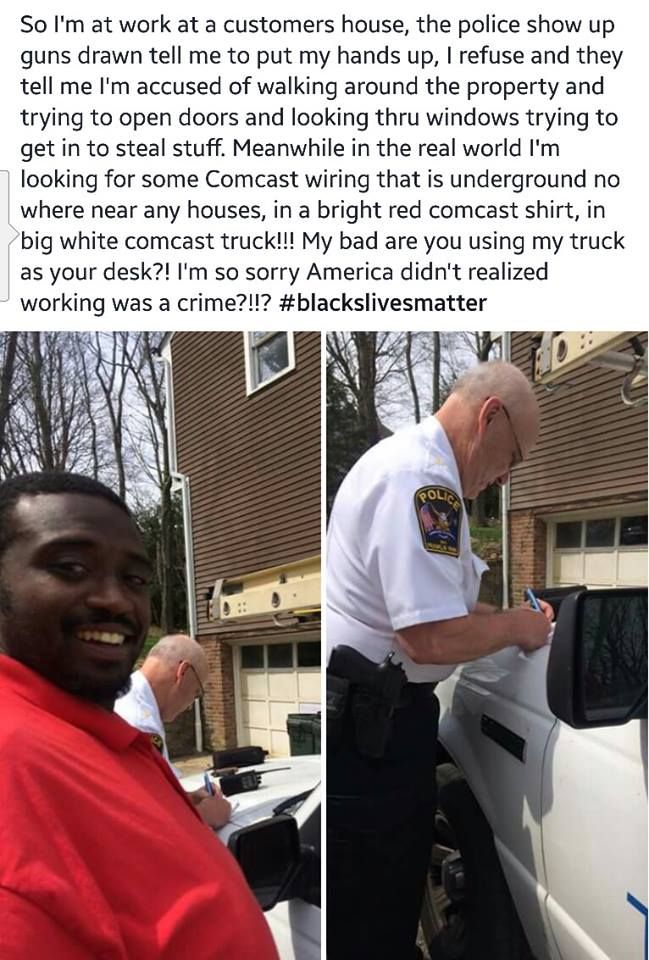 So I'm at work at a customers house, the police show up
guns drawn tell me to put my hands up, I refuse and they
tell me I'm accused of walking around the property and
trying to open doors and looking thru windows trying to
get in to steal stuff. Meanwhile in the real world I'm
looking for some Comcast wiring that is underground no
where near any houses, in a bright red comcast shirt, in
big white comcast truck!!! My bad are you using my truck
as your desk?! I'm so sorry America didn't realized
working was a crime?!!? #blackslivesmatter
POLICE